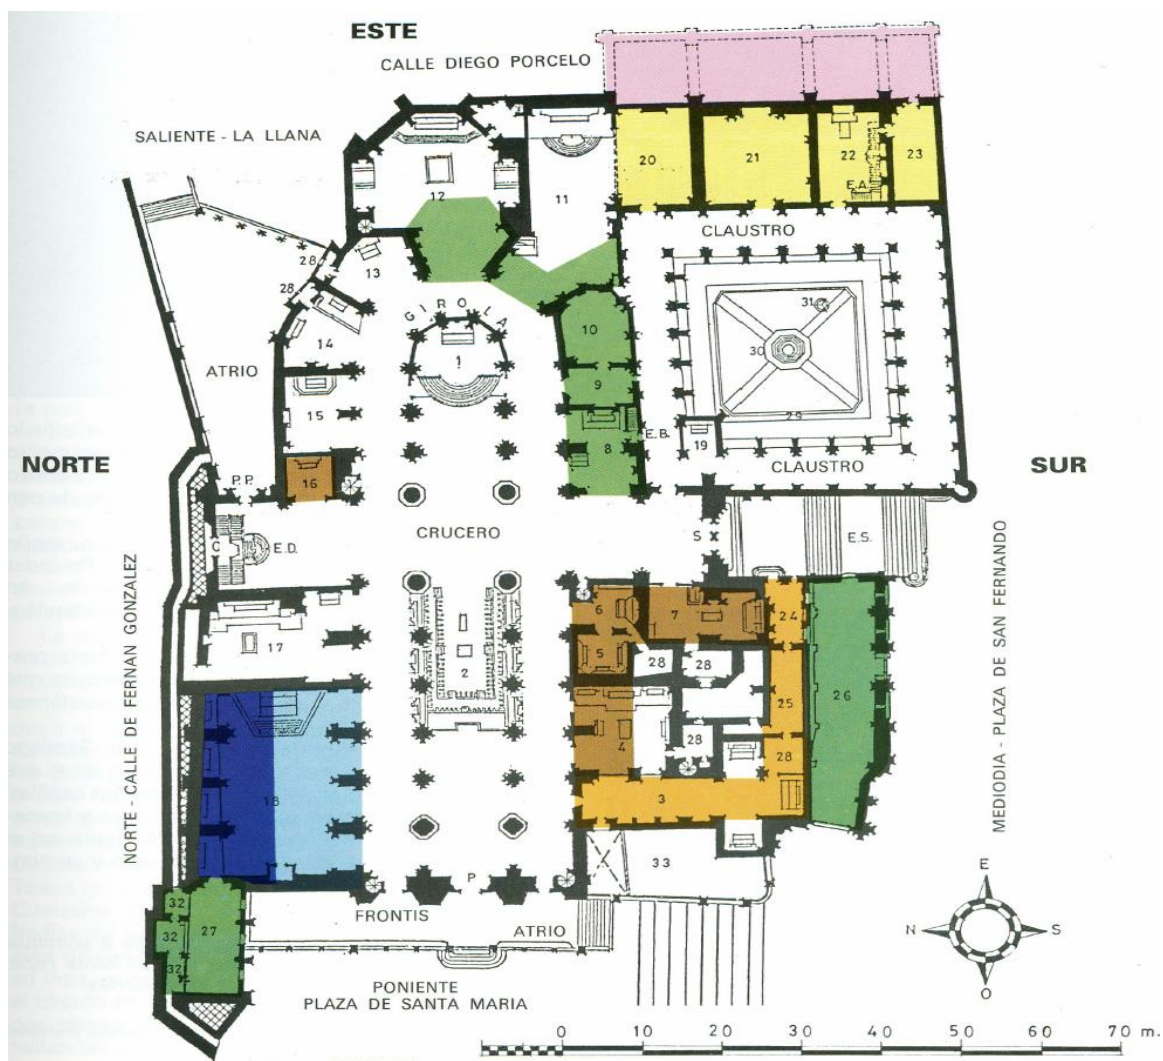 ESTE
CALLE DIEGO PORCELO
SALIENTE - LA LLANA
20
21
22
23
E.A.
12
11
CLAUSTRO
28
13
28
31
GIROLA
10
14
30
1
ATRIO
9
29
15
E.B.
19
8
NORTE
CLAUSTRO
SUR
P.P.
16
CRUCERO
S
E.S.
C
E.D.
NORTE - CALLE DE FERNAN GONZALEZ
MEDIODIA - PLAZA DE SAN FERNANDO
6
7
24
17
2
5
28
28
26
25
4
28
28
18
3
33
P
32
27
FRONTIS
32
ATRIO
32
E
N
S
O
PONIENTE
PLAZA DE SANTA MARIA
0 10 20 30 40 50 60 70 m.